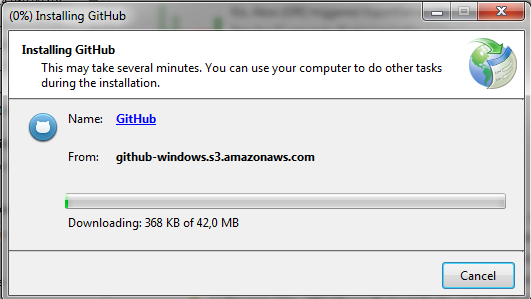 (0%) Installing GitHub
Installing GitHub
This may take several minutes. You can use your computer to do other tasks
during the installation.
Name: GitHub
From: github-windows.s3.amazonaws.com
Downloading: 368 KB of 42,0 MB
Cancel